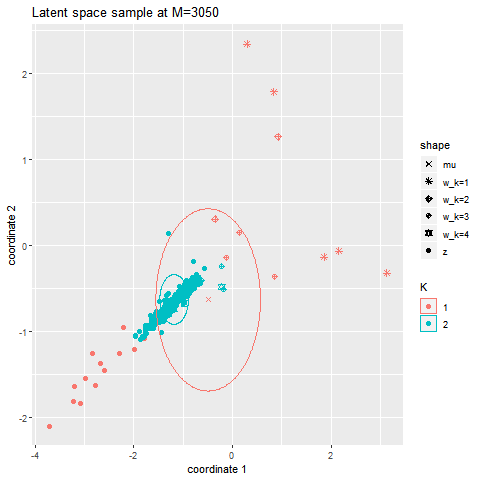 Latent space sample at M=3050
coordinate 2
2
1
0
-1
-2
-4
-2
0
2
coordinate 1
shape
mu
w_k=1
w_k=2
w_k=3
w_k=4
z
K
1
2